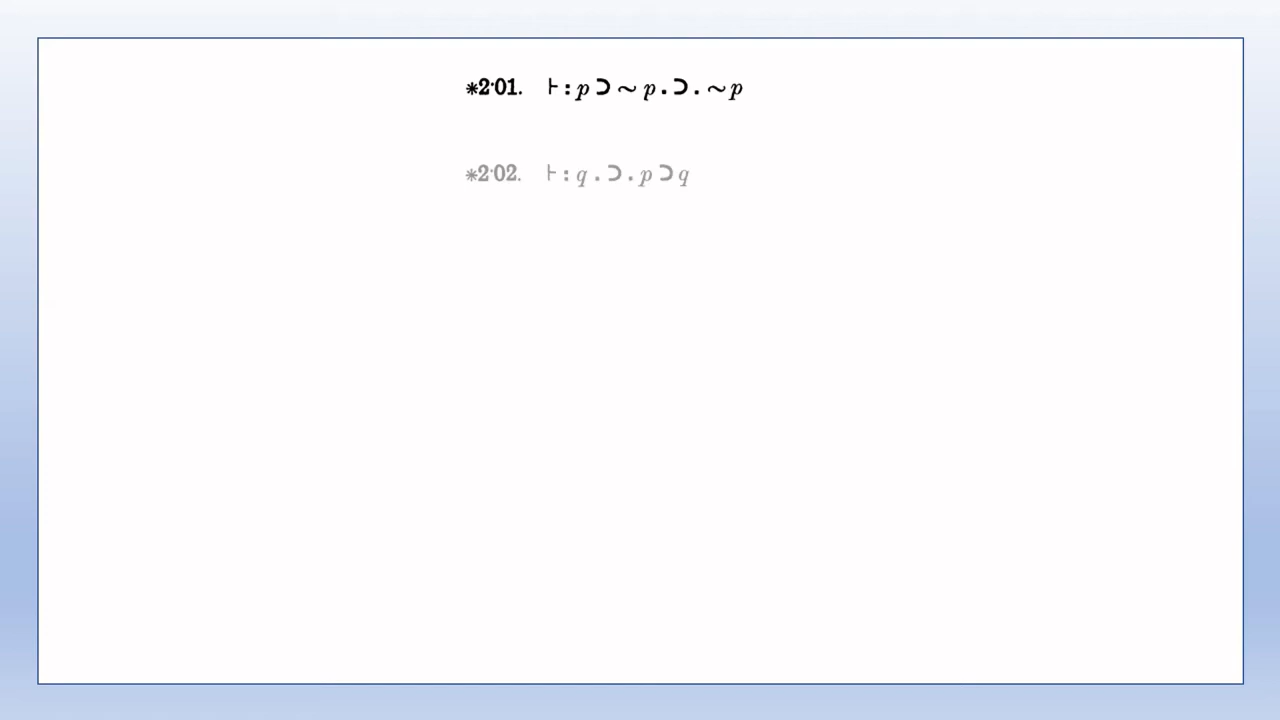 ∗2·01. ⊢ : p ⊃ ∼ p . ⊃ . ∼ p
∗2·02. ⊢ : q . ⊃ . p ⊃ q